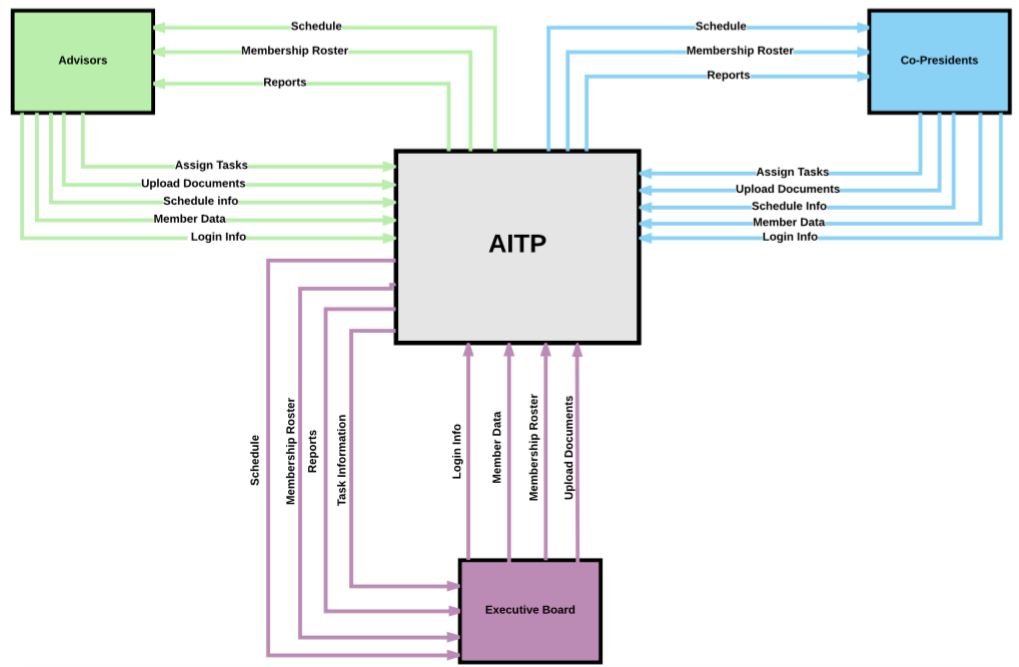 Schedule
Membership Roster
Reports
Advisors
Schedule
Membership Roster
Reports
Co-Presidents
Assign Tasks
Upload Documents
Schedule info
Member Data
Login Info
Assign Tasks
Upload Documents
Schedule Info
Member Data
Login Info
AITP
Schedule
Membership Roster
Reports
Task Information
Login Info
Member Data
Membership Roster
Upload Documents
Executive Board